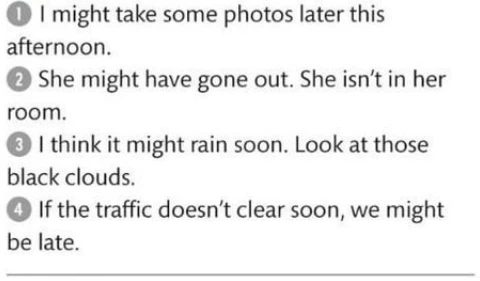 1 I might take some photos later this
afternoon.
2 She might have gone out. She isn't in her
room.
3 I think it might rain soon. Look at those
black clouds.
4 If the traffic doesn't clear soon, we might
be late.